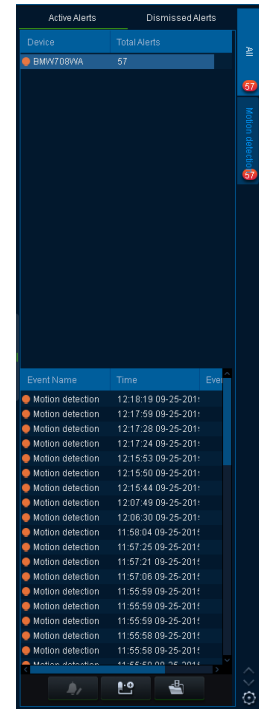 Active Alerts Dismissed Alerts
Device Total Alerts
BMW708WA 57
All
57
Motion detection
57
Event Name Time Eve
Motion detection 12:18:19 09-25-201
Motion detection 12:17:59 09-25-201
Motion detection 12:17:28 09-25-201
Motion detection 12:17:24 09-25-201
Motion detection 12:15:53 09-25-201
Motion detection 12:15:50 09-25-201
Motion detection 12:15:44 09-25-201
Motion detection 12:07:49 09-25-201
Motion detection 12:06:30 09-25-201
Motion detection 11:58:04 09-25-201
Motion detection 11:57:25 09-25-201
Motion detection 11:57:21 09-25-201
Motion detection 11:57:06 09-25-201
Motion detection 11:55:59 09-25-201
Motion detection 11:55:59 09-25-201
Motion detection 11:55:59 09-25-201
Motion detection 11:55:58 09-25-201
Motion detection 11:55:58 09-25-201
Motion detection